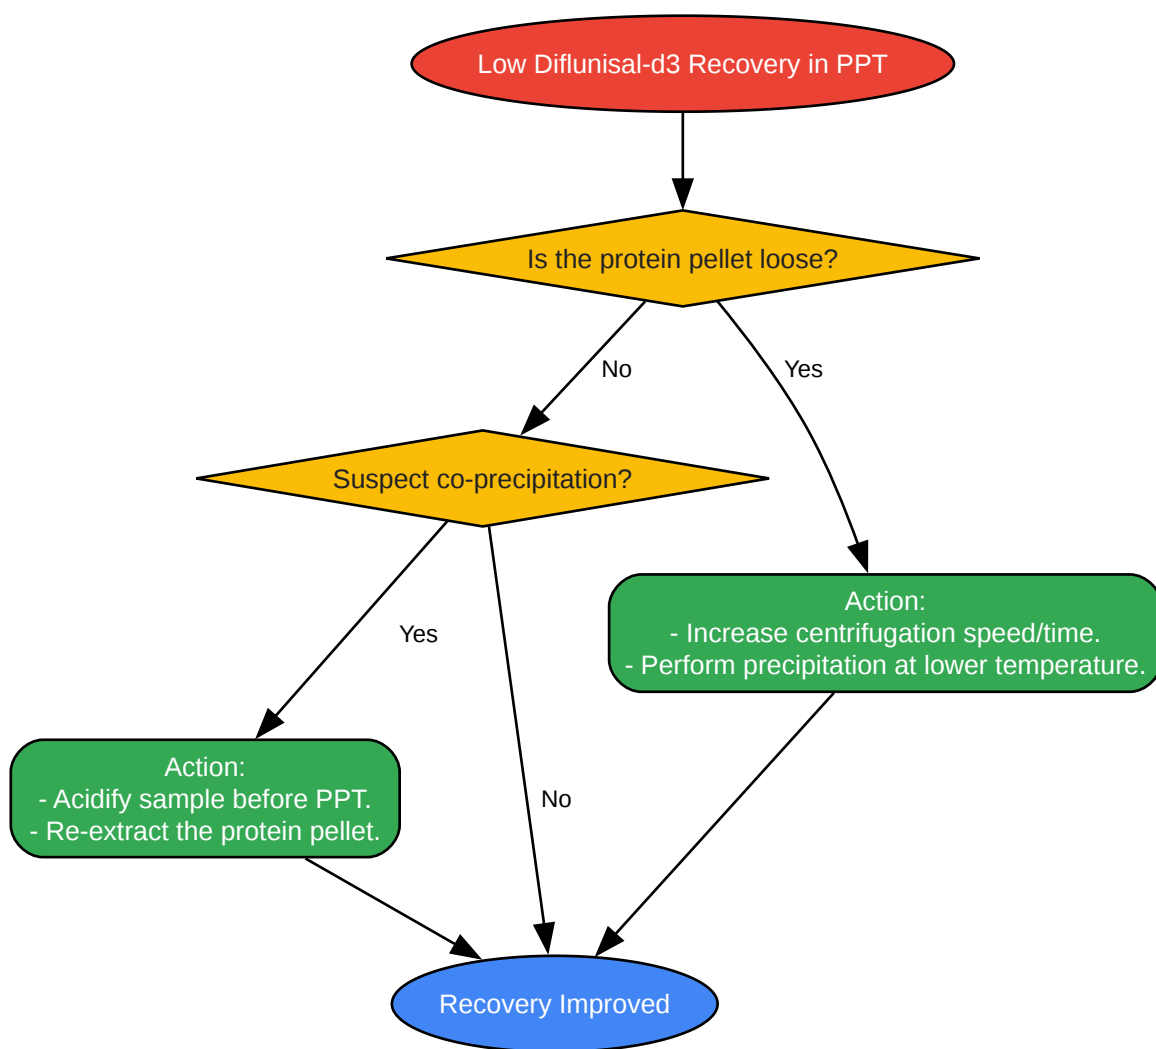 Low Diflunisal-d3 Recovery in PPT
Is the protein pellet loose?
No
Yes
Suspect co-precipitation?
Action:
- Increase centrifugation speed/time.
- Perform precipitation at lower temperature.
Yes
Action:
- Acidify sample before PPT.
- Re-extract the protein pellet.
No
Recovery Improved